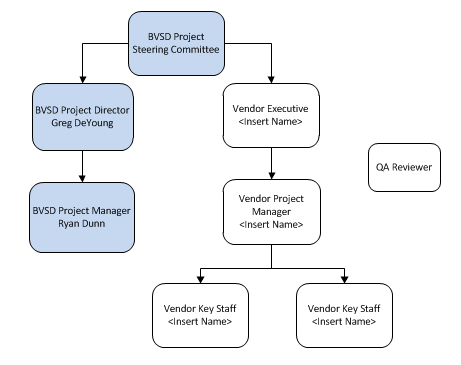 BVSD Project
Steering Committee
BVSD Project Director
Greg DeYoung
Vendor Executive
<Insert Name>
QA Reviewer
BVSD Project Manager
Ryan Dunn
Vendor Project
Manager
<Insert Name>
Vendor Key Staff
<Insert Name>
Vendor Key Staff
<Insert Name>